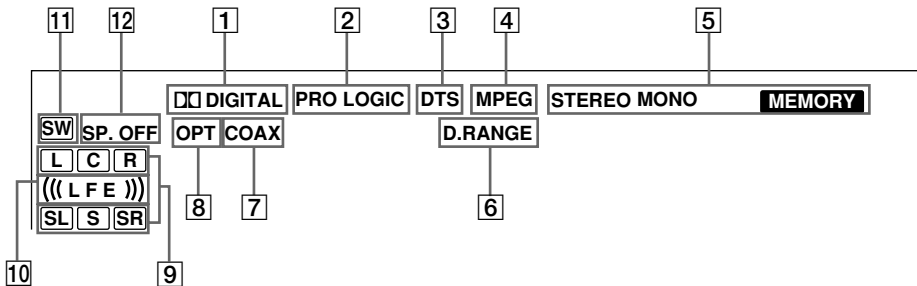 11 12 1 2 3 4 5
DIGITAL PRO LOGIC DTS MPEG STEREO MONO MEMORY
SW SP. OFF OPT COAX D.RANGE
L C R
((( L F E )))
8 7 6
SL S SR
10 9